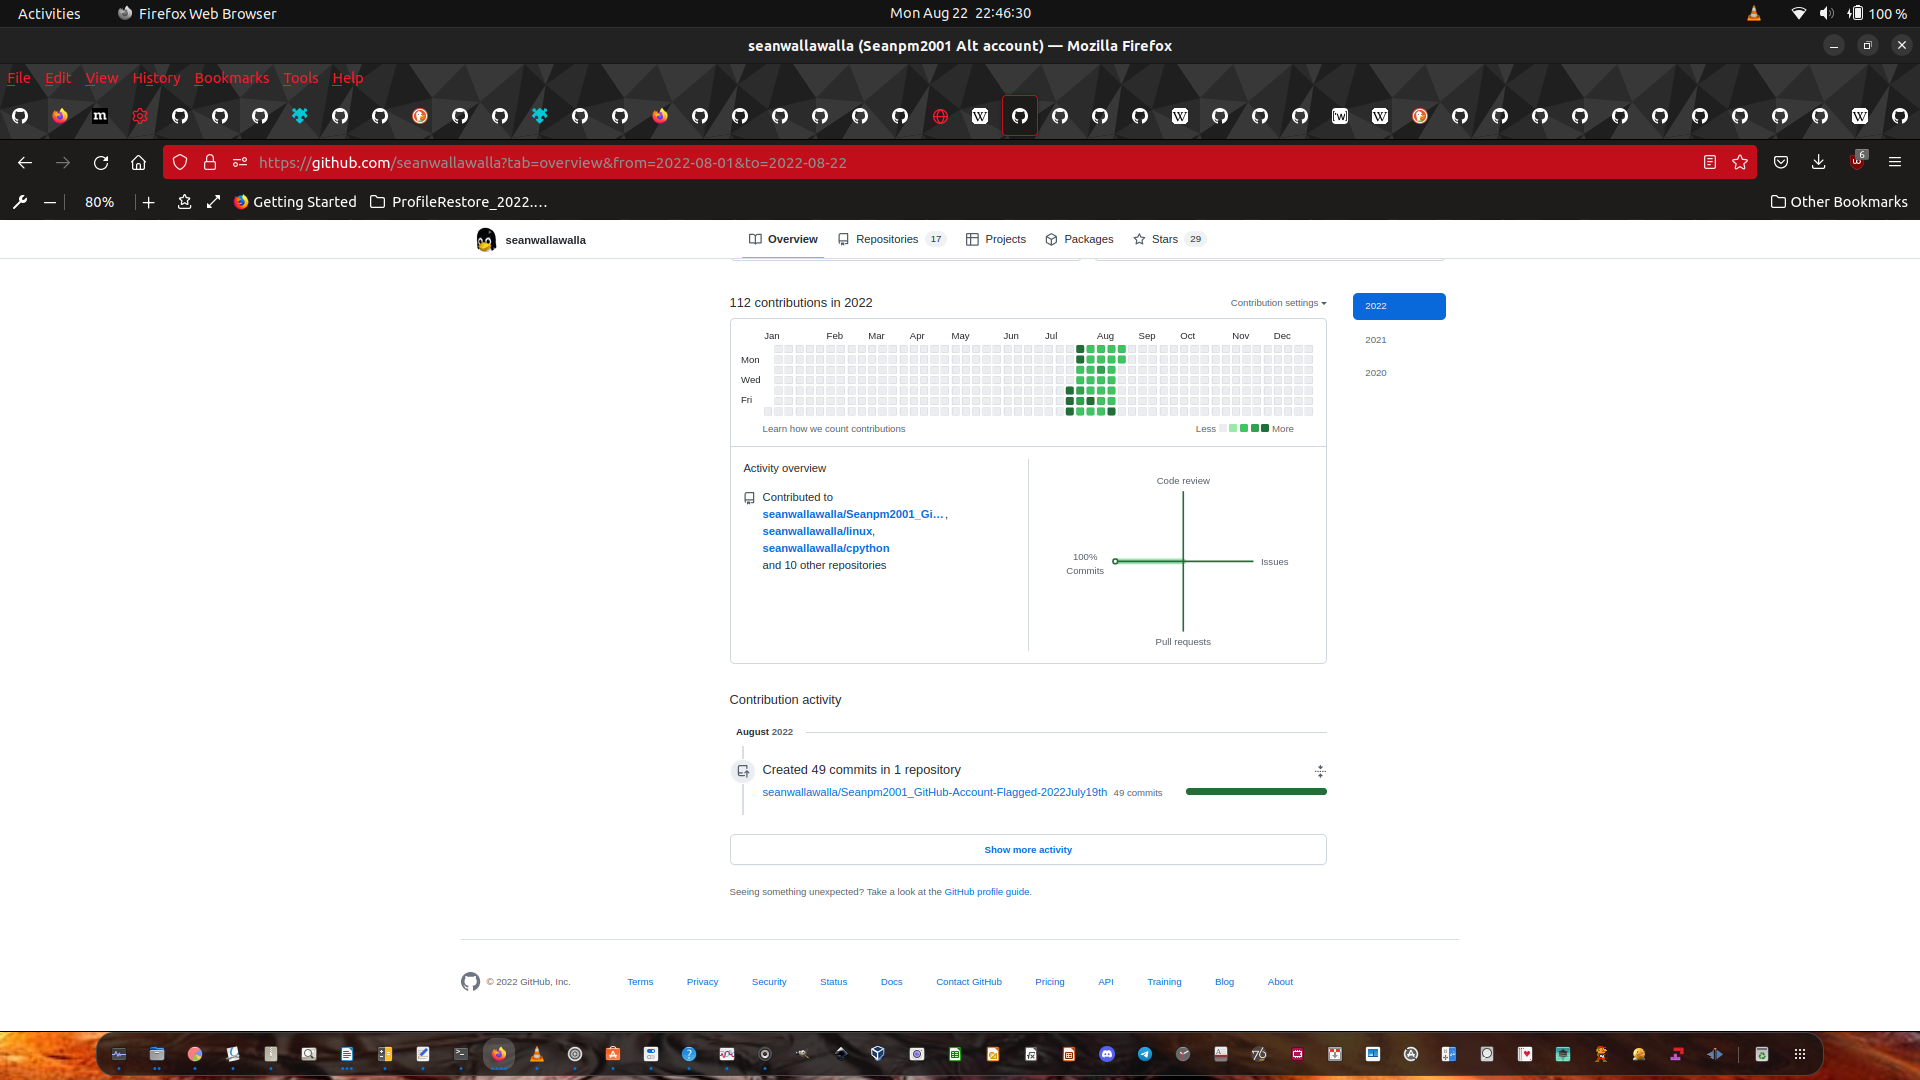 Activities
Firefox Web Browser
Mon Aug 22 22:46:30
100 %
seanwallawalla (Seanpm2001 Alt account) — Mozilla Firefox
File Edit View History Bookmarks Tools Help
https://github.com/seanwallawalla?tab=overview&from=2022-08-01&to=2022-08-22
6
80%
Getting Started
ProfileRestore_2022.…
Other Bookmarks
seanwallawalla
Overview
Repositories 17
Projects
Packages
Stars 29
112 contributions in 2022
Contribution settings
2022
2021
2020
Jan Feb Mar Apr May Jun Jul Aug Sep Oct Nov Dec
Mon
Wed
Fri
Learn how we count contributions
Less More
Activity overview
Contributed to
seanwallawalla/Seanpm2001_Gi…,
seanwallawalla/linux,
seanwallawalla/cpython
and 10 other repositories
Code review
100%
Commits
Issues
Pull requests
Contribution activity
August 2022
Created 49 commits in 1 repository
seanwallawalla/Seanpm2001_GitHub-Account-Flagged-2022July19th 49 commits
Show more activity
Seeing something unexpected? Take a look at the GitHub profile guide.
© 2022 GitHub, Inc.
Terms
Privacy
Security
Status
Docs
Contact GitHub
Pricing
API
Training
Blog
About